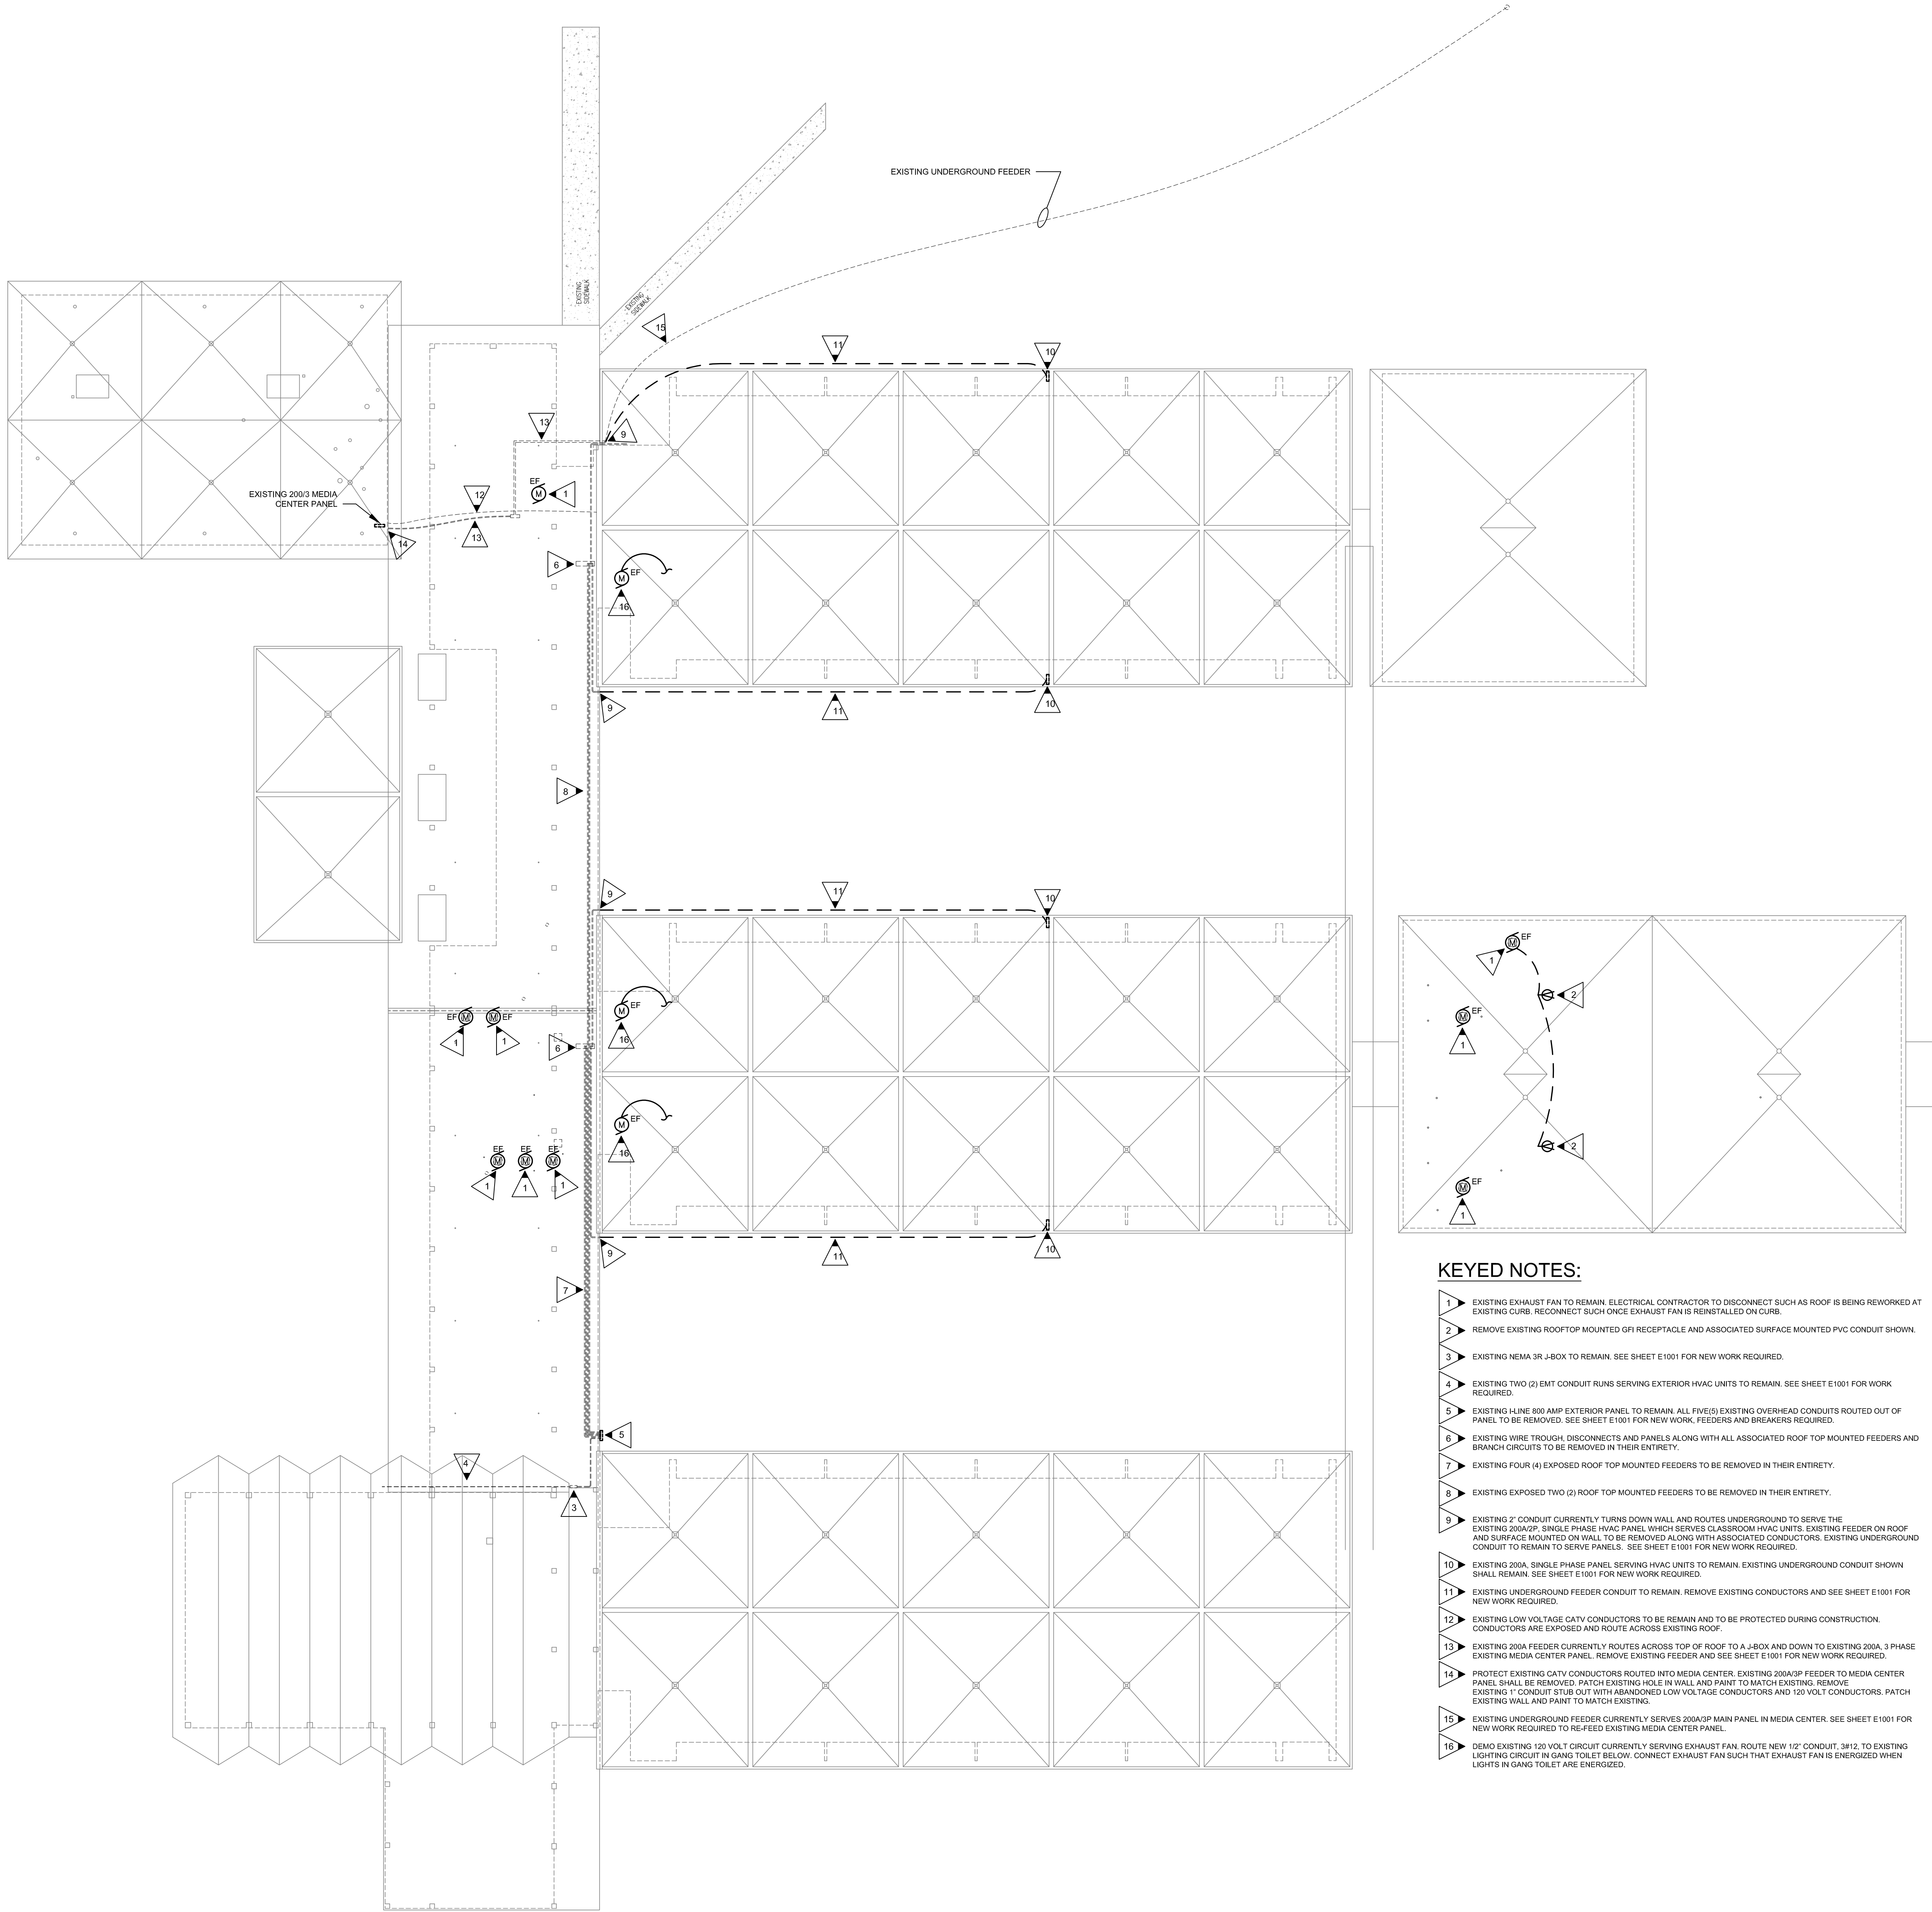 EXISTING UNDERGROUND FEEDER
EXISTING
SIDEWALK
EXISTING
SIDEWALK
15
11
10
13
9
EF
M
1
12
EXISTING 200/3 MEDIA
CENTER PANEL
13
14
6
M
EF
16
9
11
10
8
9
11
10
EF
M
M
EF
1
1
M
EF
16
6
M
EF
1
2
M
EF
1
M
EF
16
EF
EF
EF
M
M
M
1
1
1
2
M
EF
1
9
11
10
7
5
4
3
KEYED NOTES:
1 EXISTING EXHAUST FAN TO REMAIN. ELECTRICAL CONTRACTOR TO DISCONNECT SUCH AS ROOF IS BEING REWORKED AT
EXISTING CURB. RECONNECT SUCH ONCE EXHAUST FAN IS REINSTALLED ON CURB.
2 REMOVE EXISTING ROOFTOP MOUNTED GFI RECEPTACLE AND ASSOCIATED SURFACE MOUNTED PVC CONDUIT SHOWN.
3 EXISTING NEMA 3R J-BOX TO REMAIN. SEE SHEET E1001 FOR NEW WORK REQUIRED.
4 EXISTING TWO (2) EMT CONDUIT RUNS SERVING EXTERIOR HVAC UNITS TO REMAIN. SEE SHEET E1001 FOR WORK
REQUIRED.
5 EXISTING I-LINE 800 AMP EXTERIOR PANEL TO REMAIN. ALL FIVE(5) EXISTING OVERHEAD CONDUITS ROUTED OUT OF
PANEL TO BE REMOVED. SEE SHEET E1001 FOR NEW WORK, FEEDERS AND BREAKERS REQUIRED.
6 EXISTING WIRE TROUGH, DISCONNECTS AND PANELS ALONG WITH ALL ASSOCIATED ROOF TOP MOUNTED FEEDERS AND
BRANCH CIRCUITS TO BE REMOVED IN THEIR ENTIRETY.
7 EXISTING FOUR (4) EXPOSED ROOF TOP MOUNTED FEEDERS TO BE REMOVED IN THEIR ENTIRETY.
8 EXISTING EXPOSED TWO (2) ROOF TOP MOUNTED FEEDERS TO BE REMOVED IN THEIR ENTIRETY.
9 EXISTING 2" CONDUIT CURRENTLY TURNS DOWN WALL AND ROUTES UNDERGROUND TO SERVE THE
EXISTING 200A/2P, SINGLE PHASE HVAC PANEL WHICH SERVES CLASSROOM HVAC UNITS. EXISTING FEEDER ON ROOF
AND SURFACE MOUNTED ON WALL TO BE REMOVED ALONG WITH ASSOCIATED CONDUCTORS. EXISTING UNDERGROUND
CONDUIT TO REMAIN TO SERVE PANELS. SEE SHEET E1001 FOR NEW WORK REQUIRED.
10 EXISTING 200A, SINGLE PHASE PANEL SERVING HVAC UNITS TO REMAIN. EXISTING UNDERGROUND CONDUIT SHOWN
SHALL REMAIN. SEE SHEET E1001 FOR NEW WORK REQUIRED.
11 EXISTING UNDERGROUND FEEDER CONDUIT TO REMAIN. REMOVE EXISTING CONDUCTORS AND SEE SHEET E1001 FOR
NEW WORK REQUIRED.
12 EXISTING LOW VOLTAGE CATV CONDUCTORS TO BE REMAIN AND TO BE PROTECTED DURING CONSTRUCTION.
CONDUCTORS ARE EXPOSED AND ROUTE ACROSS EXISTING ROOF.
13 EXISTING 200A FEEDER CURRENTLY ROUTES ACROSS TOP OF ROOF TO A J-BOX AND DOWN TO EXISTING 200A, 3 PHASE
EXISTING MEDIA CENTER PANEL. REMOVE EXISTING FEEDER AND SEE SHEET E1001 FOR NEW WORK REQUIRED.
14 PROTECT EXISTING CATV CONDUCTORS ROUTED INTO MEDIA CENTER. EXISTING 200A/3P FEEDER TO MEDIA CENTER
PANEL SHALL BE REMOVED. PATCH EXISTING HOLE IN WALL AND PAINT TO MATCH EXISTING. REMOVE
EXISTING 1" CONDUIT STUB OUT WITH ABANDONED LOW VOLTAGE CONDUCTORS AND 120 VOLT CONDUCTORS. PATCH
EXISTING WALL AND PAINT TO MATCH EXISTING.
15 EXISTING UNDERGROUND FEEDER CURRENTLY SERVES 200A/3P MAIN PANEL IN MEDIA CENTER. SEE SHEET E1001 FOR
NEW WORK REQUIRED TO RE-FEED EXISTING MEDIA CENTER PANEL.
16 DEMO EXISTING 120 VOLT CIRCUIT CURRENTLY SERVING EXHAUST FAN. ROUTE NEW 1/2" CONDUIT, 3#12, TO EXISTING
LIGHTING CIRCUIT IN GANG TOILET BELOW. CONNECT EXHAUST FAN SUCH THAT EXHAUST FAN IS ENERGIZED WHEN
LIGHTS IN GANG TOILET ARE ENERGIZED.